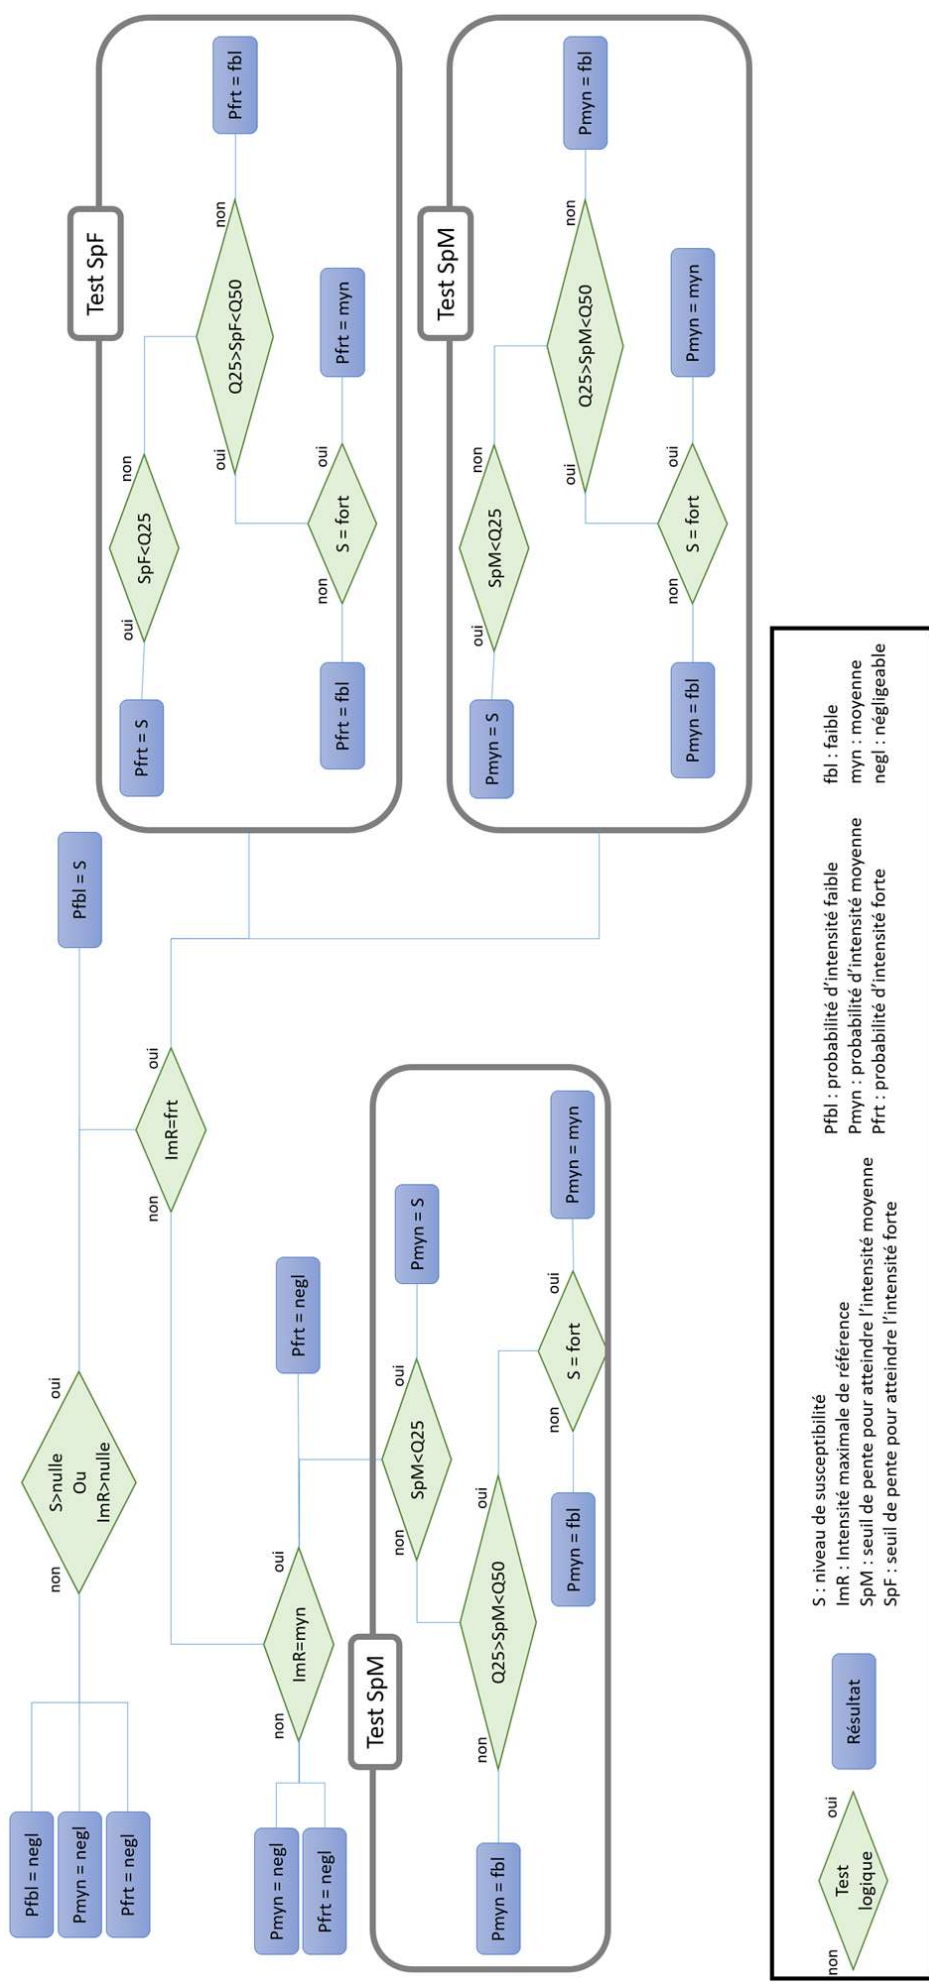 S>nulle
Ou
ImR>nulle
non
oui
Pfbl = negl
Pmyn = negl
Pfrt = negl
Pfbl = S
ImR=frt
non
oui
ImR=myn
non
oui
Pmyn = negl
Pfrt = negl
Pfrt = negl
Test SpM
SpM<Q25
non
oui
Pmyn = S
Q25>SpM<Q50
non
oui
Pmyn = fbl
S = fort
non
oui
Pmyn = fbl
Pmyn = myn
Test SpF
SpF<Q25
oui
non
Pfrt = S
Q25>SpF<Q50
oui
non
Pfrt = fbl
S = fort
non
oui
Pfrt = fbl
Pfrt = myn
Test SpM
SpM<Q25
oui
non
Pmyn = S
Q25>SpM<Q50
oui
non
Pmyn = fbl
S = fort
non
oui
Pmyn = fbl
Pmyn = myn
non
Test
logique
oui
Résultat
S : niveau de susceptibilité
ImR : Intensité maximale de référence
SpM : seuil de pente pour atteindre l'intensité moyenne
SpF : seuil de pente pour atteindre l'intensité forte
Pfbl : probabilité d'intensité faible
Pmyn : probabilité d'intensité moyenne
Pfrt : probabilité d'intensité forte
fbl : faible
myn : moyenne
negl : négligeable